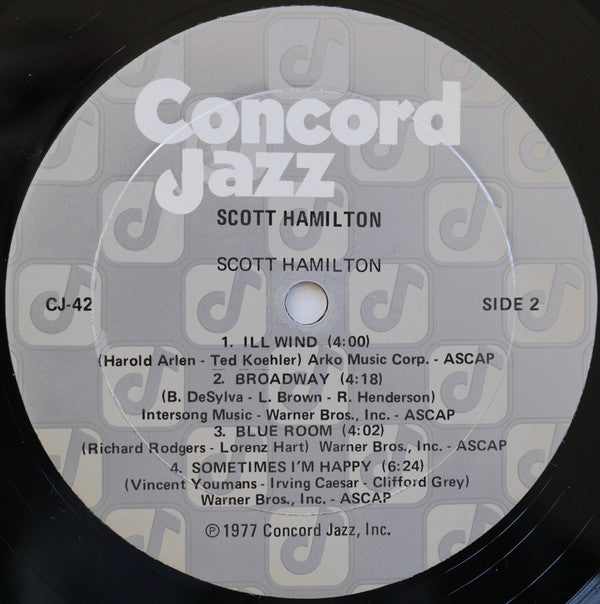 Concord
Jazz
SCOTT HAMILTON
SCOTT HAMILTON
CJ-42
SIDE 2
1. ILL WIND (4:00)
(Harold Arlen - Ted Koehler) Arko Music Corp. - ASCAP
2. BROADWAY (4:18)
(B. DeSylva - L. Brown - R. Henderson)
Intersong Music - Warner Bros., Inc. - ASCAP
3. BLUE ROOM (4:02)
(Richard Rodgers - Lorenz Hart) Warner Bros., Inc. - ASCAP
4. SOMETIMES I'M HAPPY (6:24)
(Vincent Youmans - Irving Caesar - Clifford Grey)
Warner Bros., Inc. - ASCAP
℗ 1977 Concord Jazz, Inc.